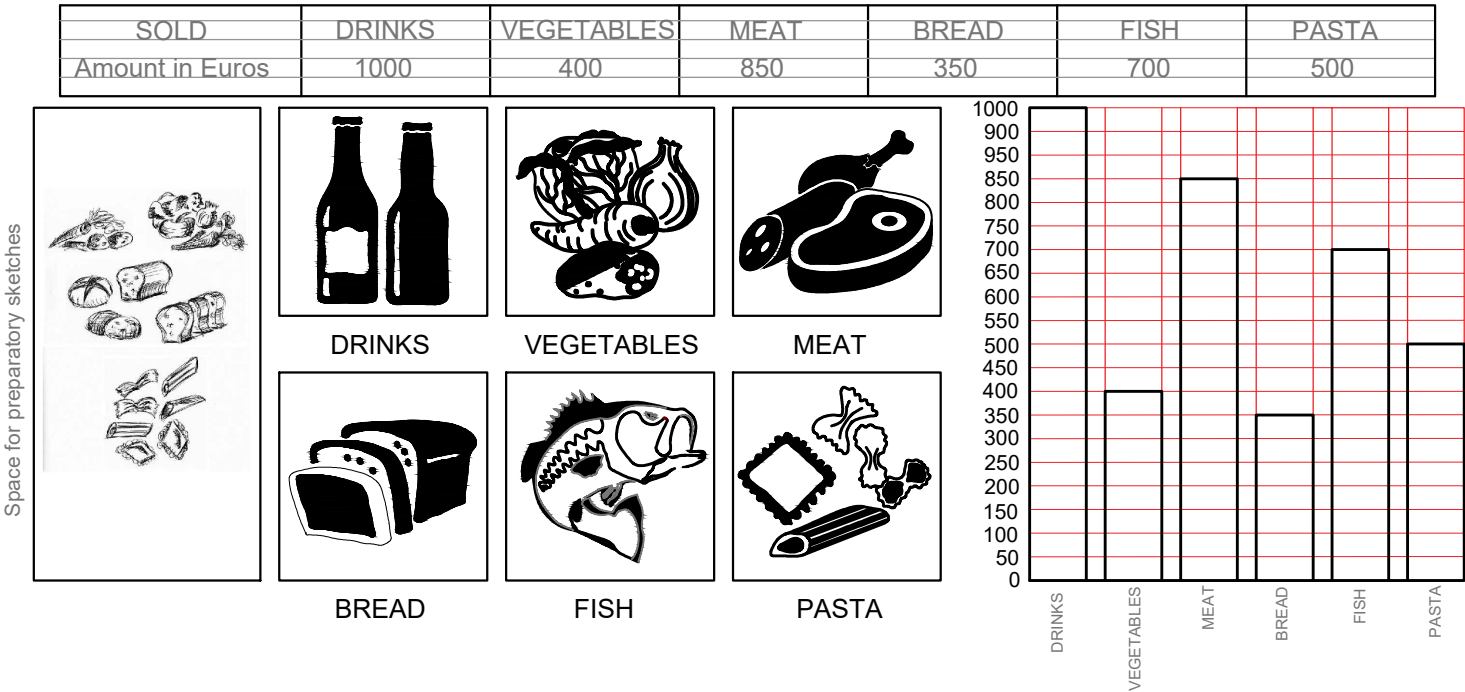 SOLD DRINKS VEGETABLES MEAT BREAD FISH PASTA
Amount in Euros 1000 400 850 350 700 500
Space for preparatory sketches
DRINKS VEGETABLES MEAT
BREAD FISH PASTA
1000
900
950
850
800
750
700
650
600
550
500
450
400
350
300
250
200
150
100
50
0
DRINKS
VEGETABLES
MEAT
BREAD
FISH
PASTA